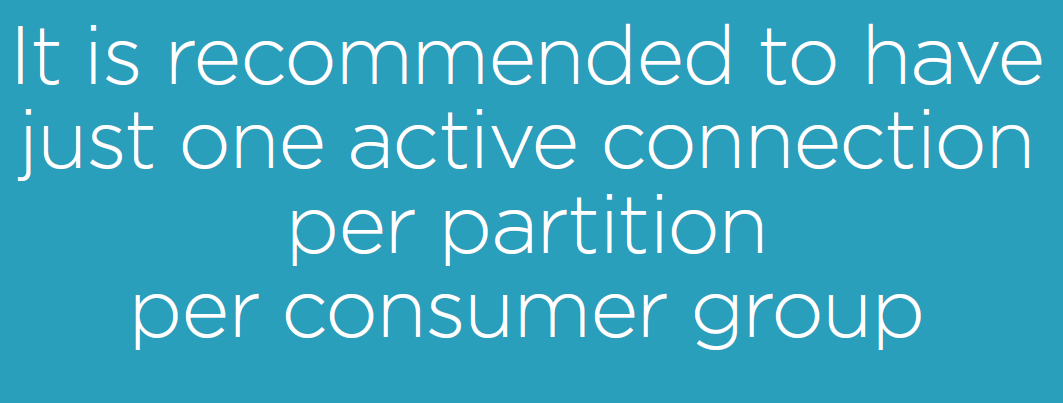 It is recommended to have
just one active connection
per partition
per consumer group